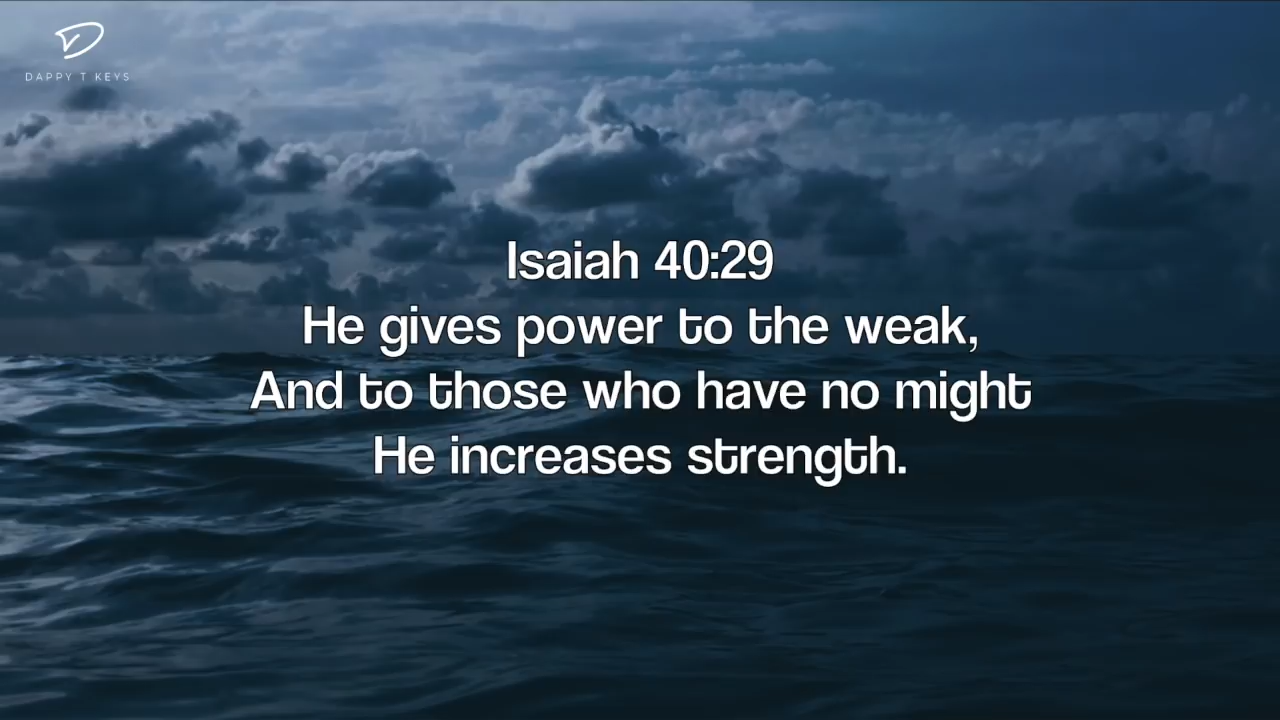 DAPPY T KEYS
Isaiah 40:29
He gives power to the weak,
And to those who have no might
He increases strength.